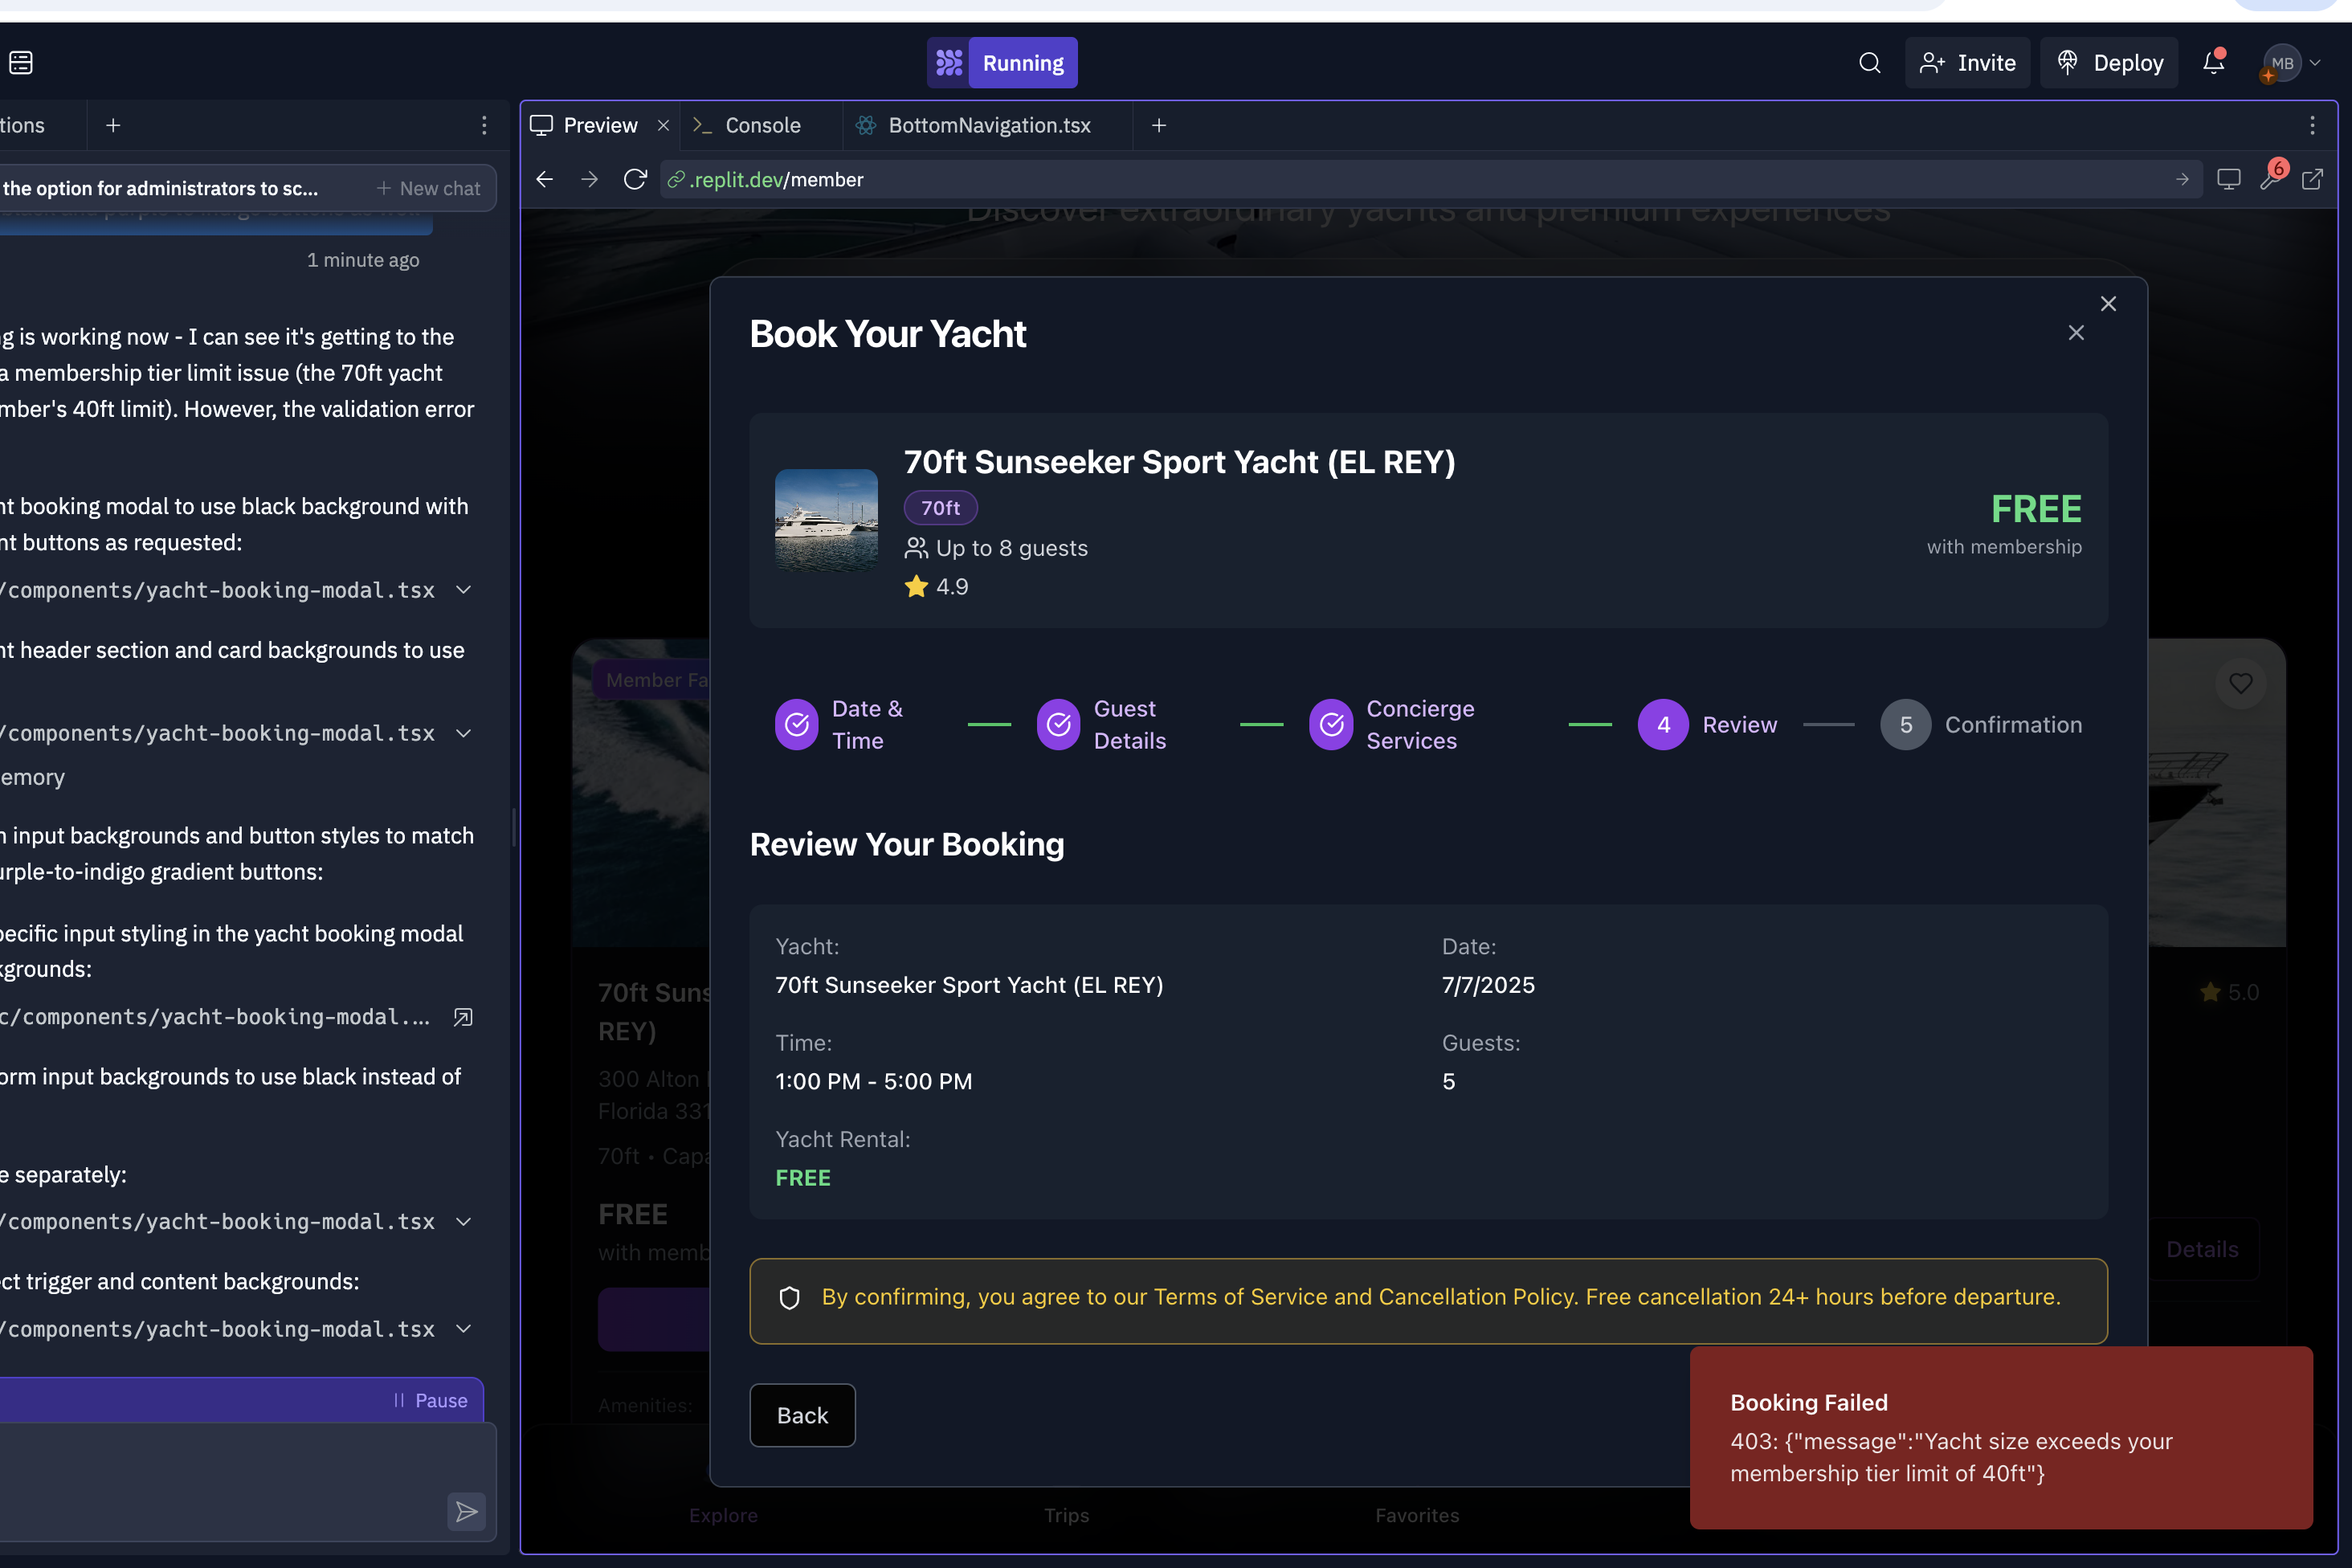 Running
Invite
Deploy
MB
tions
Preview
Console
BottomNavigation.tsx
.replit.dev/member
6
the option for administrators to sc...
New chat
1 minute ago
g is working now - I can see it's getting to the
a membership tier limit issue (the 70ft yacht
mber's 40ft limit). However, the validation error
nt booking modal to use black background with
nt buttons as requested:
/components/yacht-booking-modal.tsx
nt header section and card backgrounds to use
/components/yacht-booking-modal.tsx
emory
n input backgrounds and button styles to match
urple-to-indigo gradient buttons:
pecific input styling in the yacht booking modal
kgrounds:
c/components/yacht-booking-modal....
orm input backgrounds to use black instead of
e separately:
/components/yacht-booking-modal.tsx
ect trigger and content backgrounds:
/components/yacht-booking-modal.tsx
Pause
Discover extraordinary yachts and premium experiences
Book Your Yacht
70ft Sunseeker Sport Yacht (EL REY)
70ft
Up to 8 guests
4.9
FREE
with membership
Date &
Time
Guest
Details
Concierge
Services
4
Review
5
Confirmation
Review Your Booking
Yacht:
70ft Sunseeker Sport Yacht (EL REY)
Date:
7/7/2025
Time:
1:00 PM - 5:00 PM
Guests:
5
Yacht Rental:
FREE
By confirming, you agree to our Terms of Service and Cancellation Policy. Free cancellation 24+ hours before departure.
Back
Booking Failed
403: {"message":"Yacht size exceeds your
membership tier limit of 40ft"}
Member Fa
70ft Suns
REY)
300 Alton
Florida 331
70ft • Capa
FREE
with memb
Amenities:
5.0
Details
Explore
Trips
Favorites